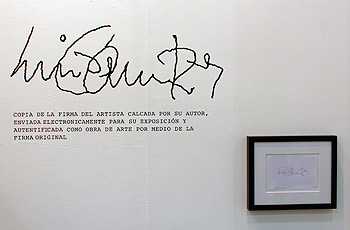 COPIA DE LA FIRMA DEL ARTISTA CALCADA POR SU AUTOR,
ENVIADA ELECTRONICAMENTE PARA SU EXPOSICIÓN Y
AUTENTIFICADA COMO OBRA DE ARTE POR MEDIO DE LA
FIRMA ORIGINAL